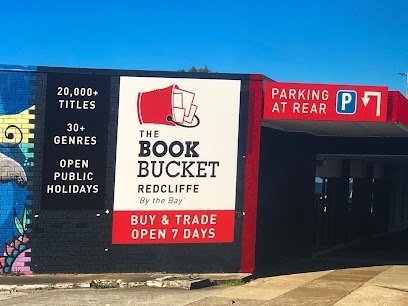 20,000+
TITLES
30+
GENRES
OPEN
PUBLIC
HOLIDAYS
THE
BOOK
BUCKET
REDCLIFFE
'By the Bay'
BUY & TRADE
OPEN 7 DAYS
PARKING
AT REAR
P